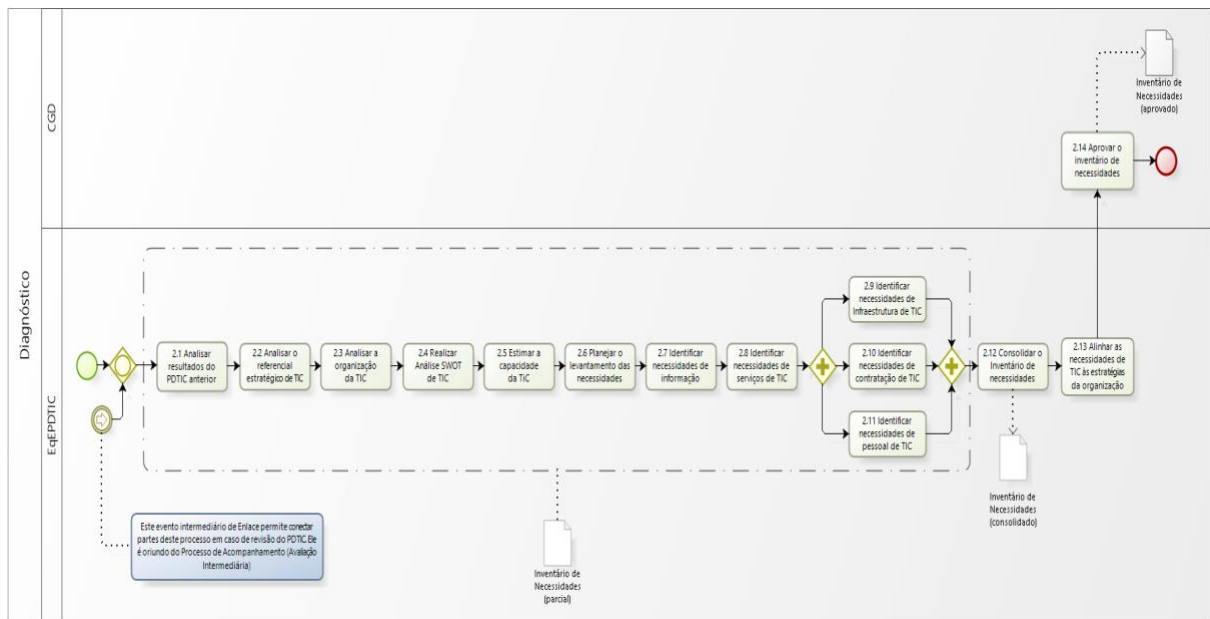 Diagnóstico
CGD
EqEPDTIC
Inventário de
Necessidades
(aprovado)
2.14 Aprovar o
inventário de
necessidades
2.1 Analisar
resultados do
PDTIC anterior
2.2 Analisar o
referencial
estratégico de TIC
2.3 Analisar a
organização
da TIC
2.4 Realizar
Análise SWOT
de TIC
2.5 Estimar a
capacidade
da TIC
2.6 Planejar o
levantamento das
necessidades
2.7 Identificar
necessidades de
informação
2.8 Identificar
necessidades de
serviços de TIC
2.9 Identificar
necessidades de
Infraestrutura de TIC
2.10 Identificar
necessidades de
contratação de TIC
2.11 Identificar
necessidades de
pessoal de TIC
2.12 Consolidar o
Inventário de
necessidades
2.13 Alinhar as
necessidades de
TIC às estratégias
da organização
Este evento intermediário de Enlace permite conectar
partes deste processo em caso de revisão do PDTIC. Ele
é oriundo do Processo de Acompanhamento (Avaliação
Intermediária)
Inventário de
Necessidades
(parcial)
Inventário de
Necessidades
(consolidado)